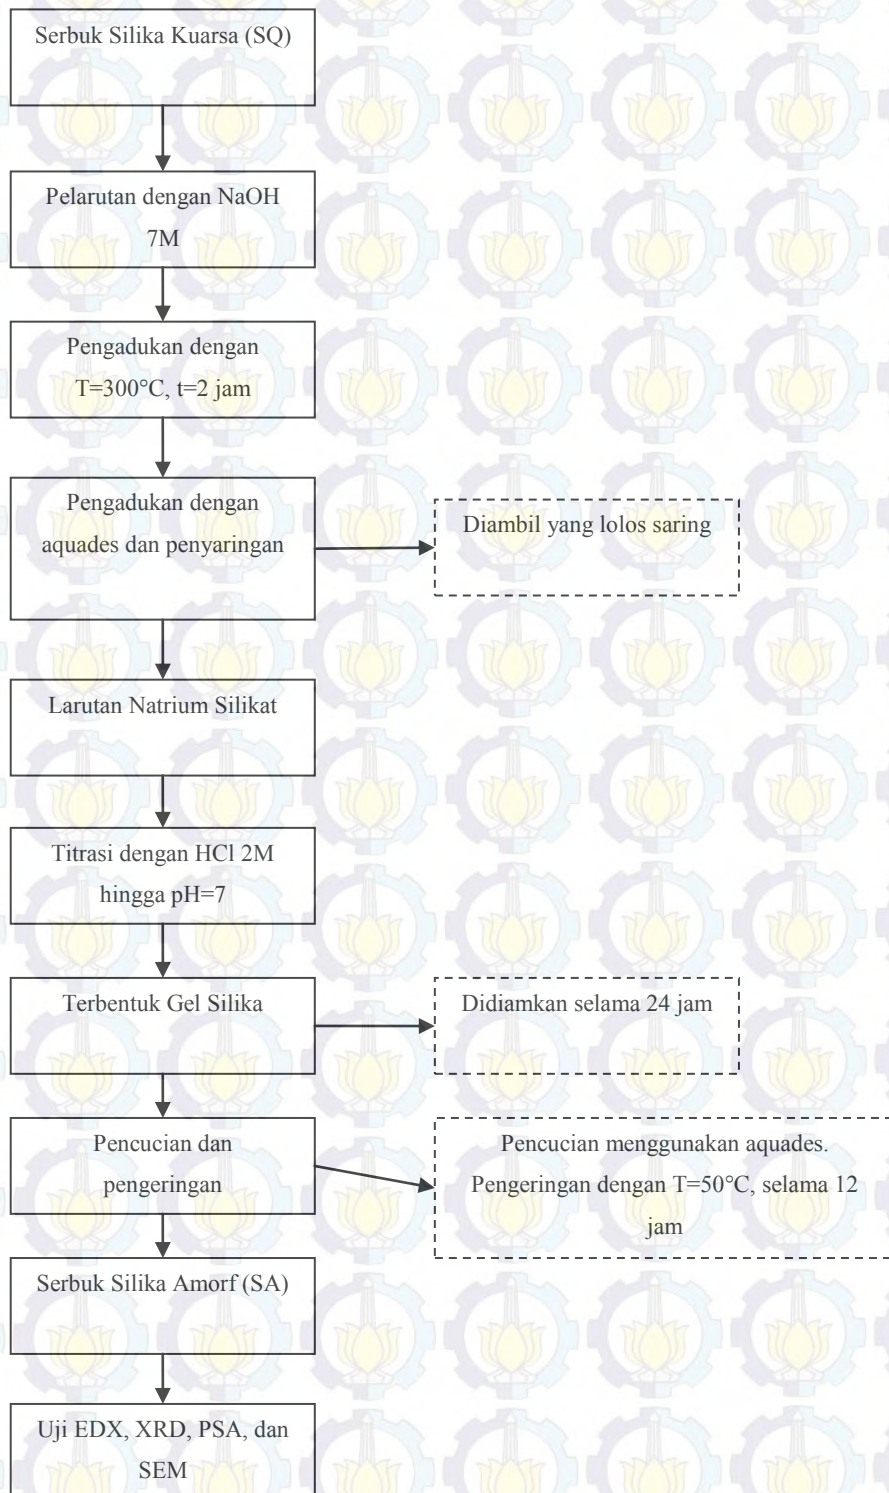 Serbuk Silika Kuarsa (SQ)
Pelarutan dengan NaOH
7M
Pengadukan dengan
T=300°C, t=2 jam
Pengadukan dengan
aquades dan penyaringan
Diambil yang lolos saring
Larutan Natrium Silikat
Titrasi dengan HCl 2M
hingga pH=7
Terbentuk Gel Silika
Didiamkan selama 24 jam
Pencucian dan
pengeringan
Pencucian menggunakan aquades.
Pengeringan dengan T=50°C, selama 12
jam
Serbuk Silika Amorf (SA)
Uji EDX, XRD, PSA, dan
SEM